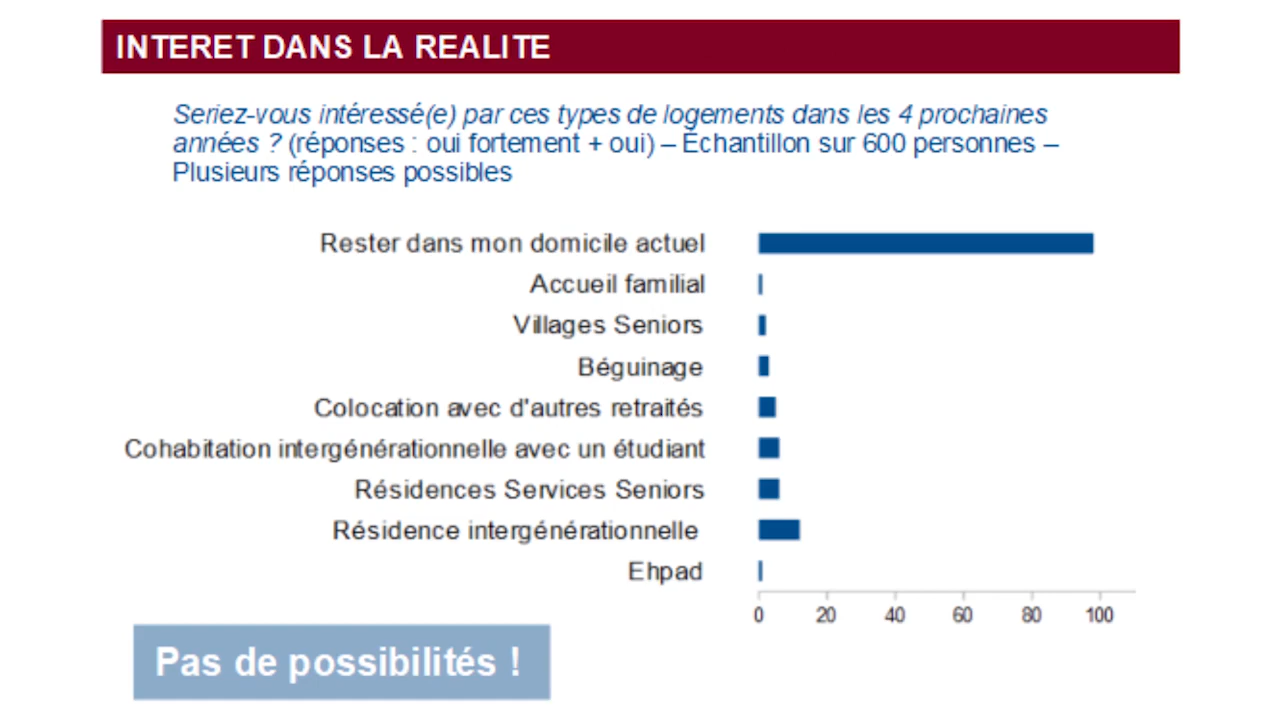 INTERET DANS LA REALITE
Seriez-vous intéressé(e) par ces types de logements dans les 4 prochaines
années ? (réponses : oui fortement + oui) – Échantillon sur 600 personnes –
Plusieurs réponses possibles
Rester dans mon domicile actuel
Accueil familial
Villages Seniors
Béguinage
Colocation avec d'autres retraités
Cohabitation intergénérationnelle avec un étudiant
Résidences Services Seniors
Résidence intergénérationnelle
Ehpad
0 20 40 60 80 100
Pas de possibilités !